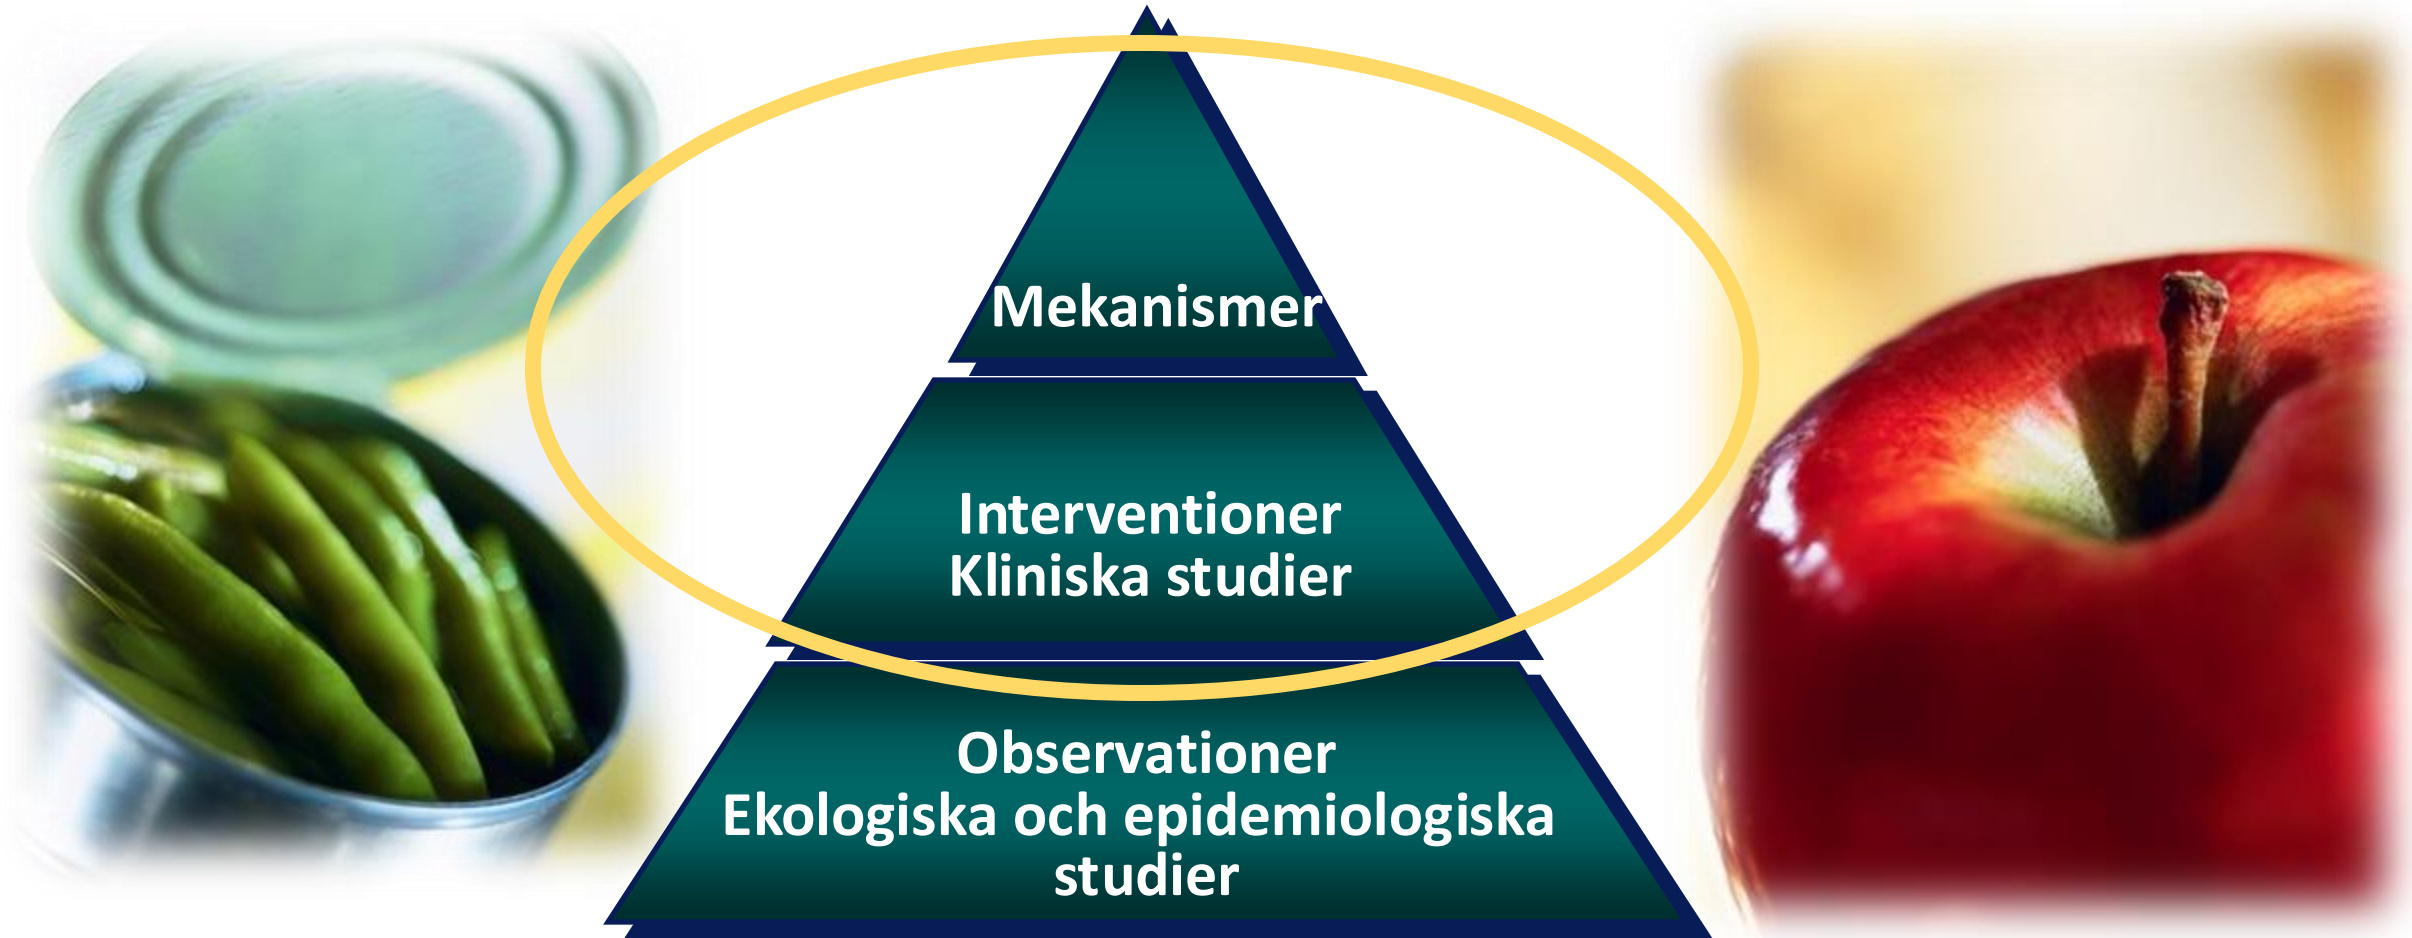 Mekanismer
Interventioner
Kliniska studier
Observationer
Ekologiska och epidemiologiska
studier